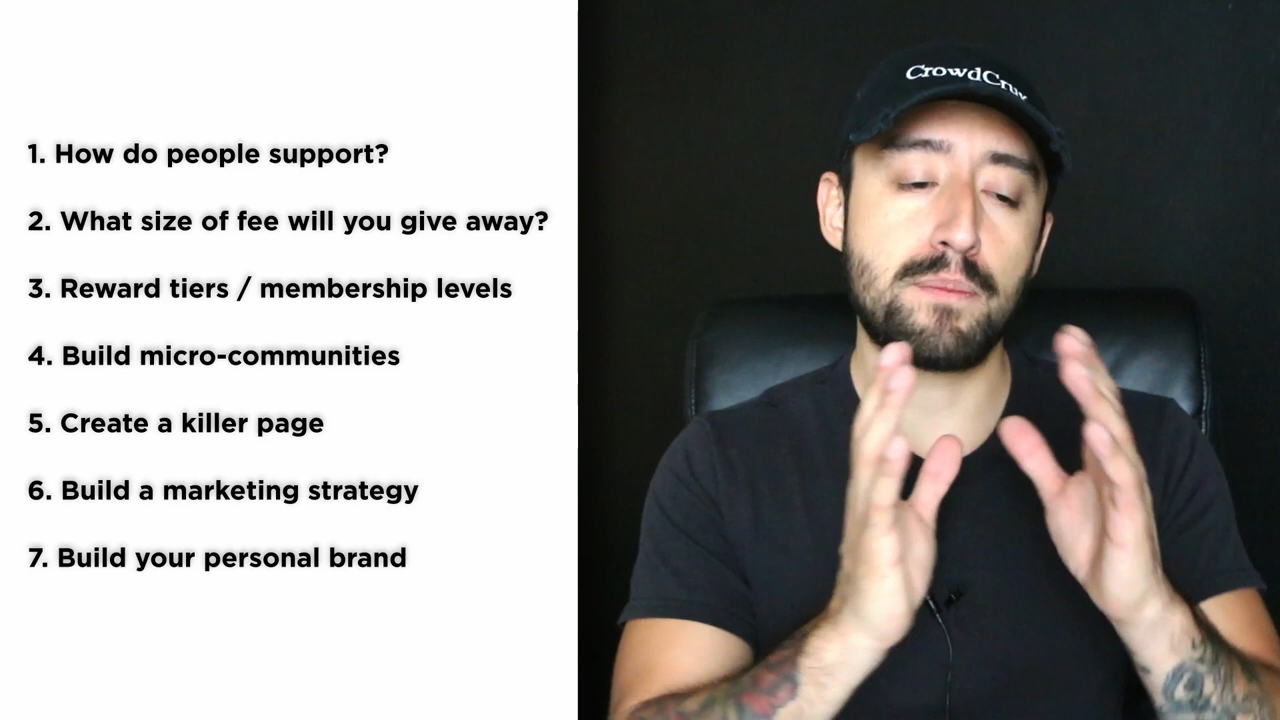 1. How do people support?
2. What size of fee will you give away?
3. Reward tiers / membership levels
4. Build micro-communities
5. Create a killer page
6. Build a marketing strategy
7. Build your personal brand